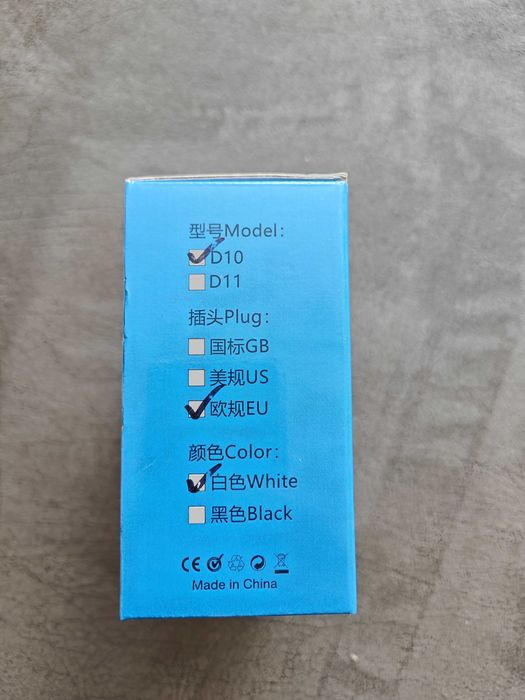 型号Model:
D10
D11
插头Plug:
国标GB
美规US
欧规EU
颜色Color:
白色White
黑色Black
CE
Made in China